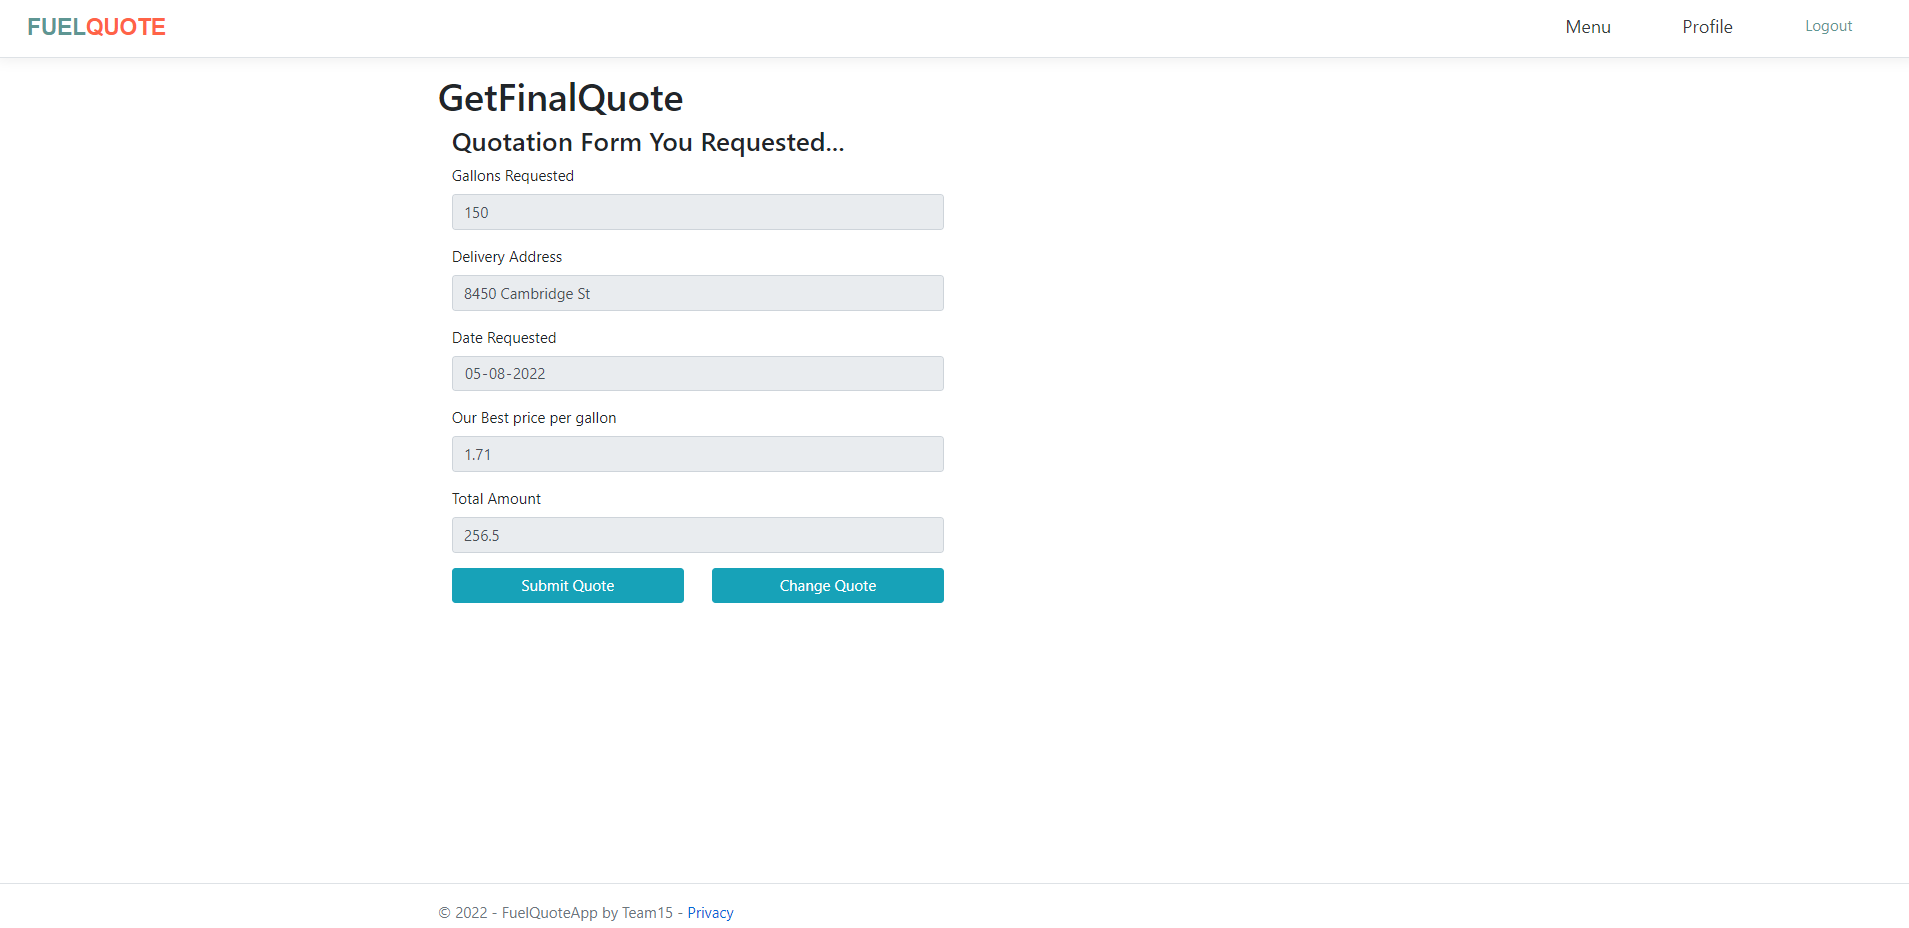 FUELQUOTE Menu Profile Logout
GetFinalQuote
Quotation Form You Requested...
Gallons Requested
150
Delivery Address
8450 Cambridge St
Date Requested
05-08-2022
Our Best price per gallon
1.71
Total Amount
256.5
Submit Quote Change Quote
© 2022 - FuelQuoteApp by Team15 - Privacy